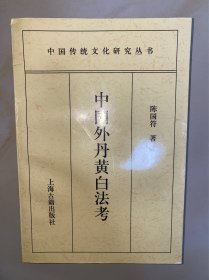 中国传统文化研究丛书
中国外丹黄白法考
陈国符 著
上海古籍出版社